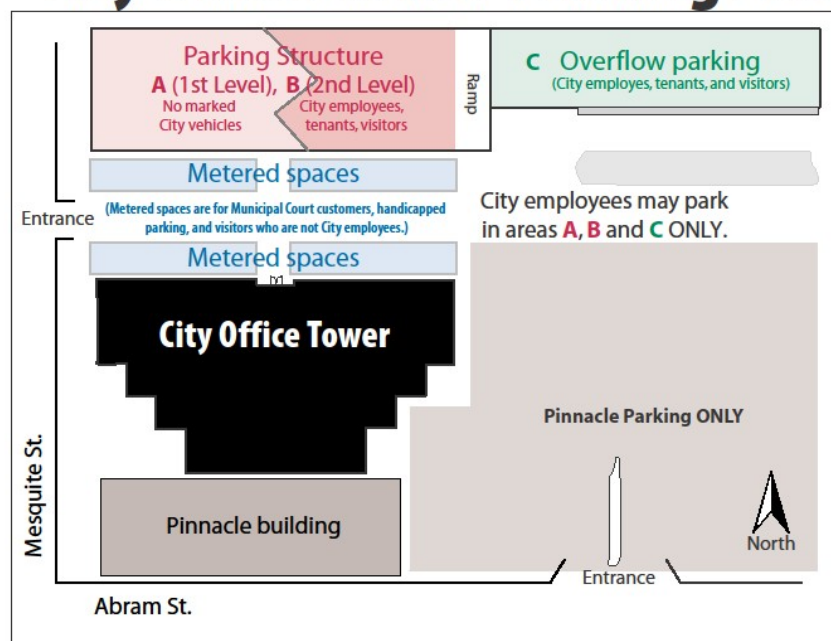 Parking Structure
A (1st Level), B (2nd Level)
No marked
City vehicles
City employees,
tenants, visitors
Ramp
C Overflow parking
(City employes, tenants, and visitors)
Metered spaces
Entrance
(Metered spaces are for Municipal Court customers, handicapped
parking, and visitors who are not City employees.)
City employees may park
in areas A, B and C ONLY.
Metered spaces
City Office Tower
Pinnacle Parking ONLY
Mesquite St.
Pinnacle building
North
Entrance
Abram St.